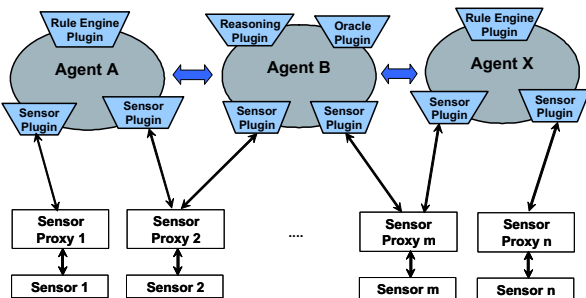 Rule Engine
Plugin
Agent A
Sensor
Plugin
Sensor
Plugin
Reasoning
Plugin
Oracle
Plugin
Agent B
Sensor
Plugin
Sensor
Plugin
Rule Engine
Plugin
Agent X
Sensor
Plugin
Sensor
Plugin
Sensor
Proxy 1
Sensor
Proxy 2
....
Sensor
Proxy m
Sensor
Proxy n
Sensor 1
Sensor 2
Sensor m
Sensor n